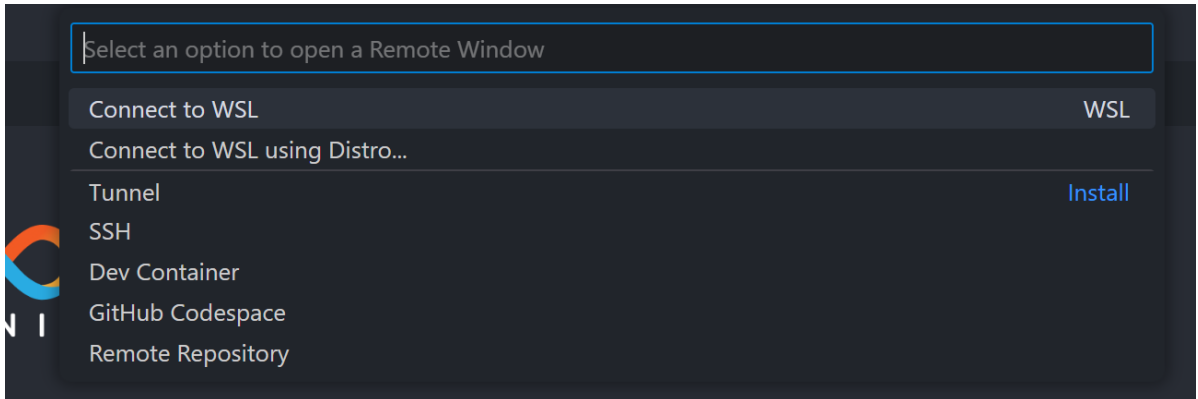 Select an option to open a Remote Window
Connect to WSL WSL
Connect to WSL using Distro...
Tunnel Install
SSH
Dev Container
GitHub Codespace
N I
Remote Repository